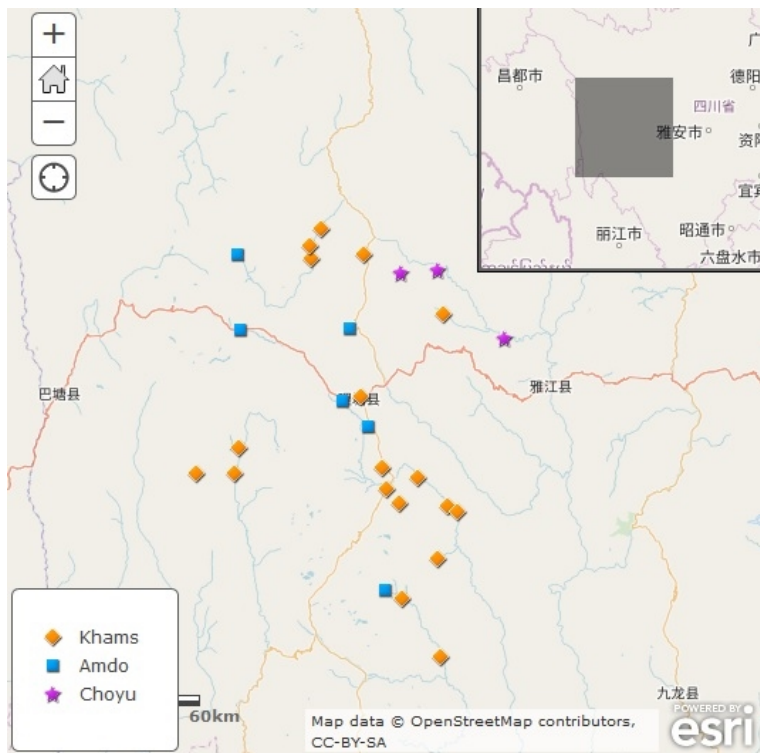 +
−
昌都市
德阳
四川省
雅安市
宜宾
丽江市
昭通市
六盘水市
巴塘县
雅江县
九龙县
Khams
Amdo
Choyu
60km
Map data © OpenStreetMap contributors,
CC-BY-SA
POWERED BY
esri